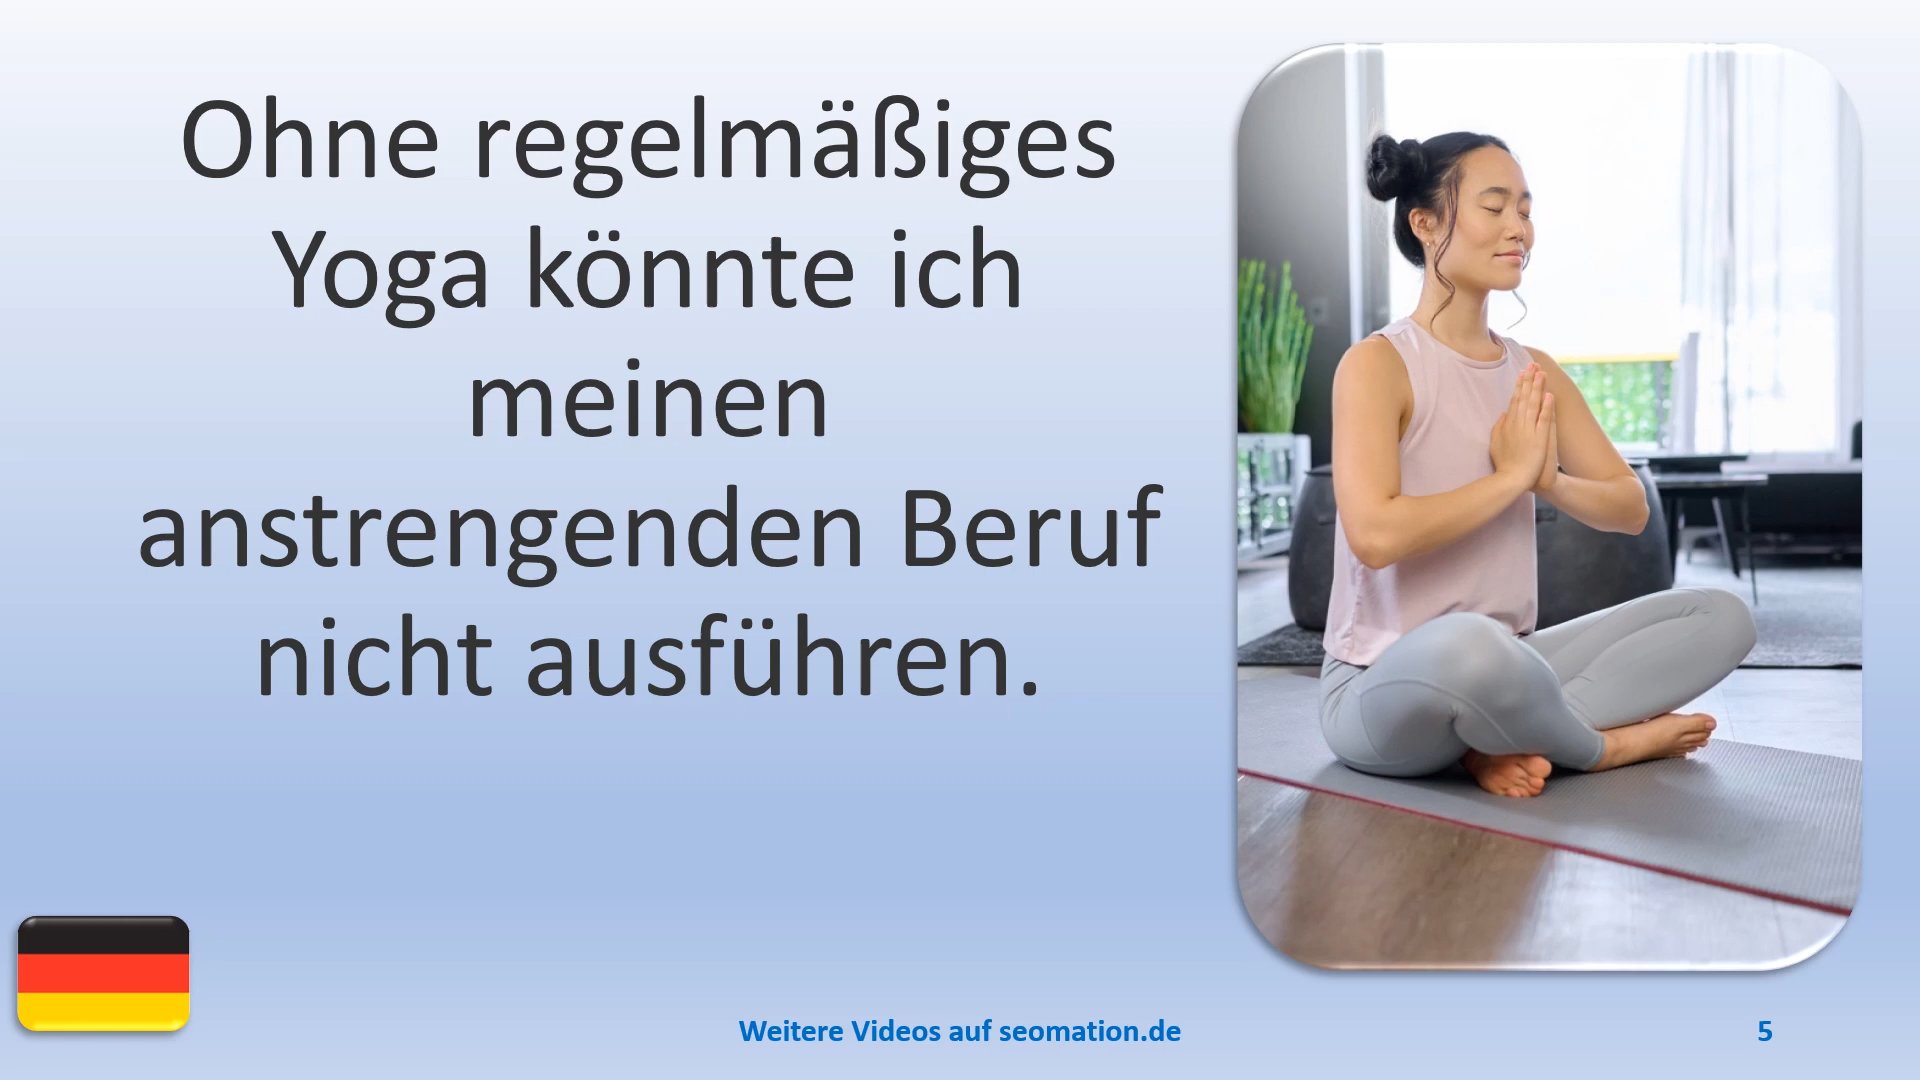 Ohne regelmäßiges
Yoga könnte ich
meinen
anstrengenden Beruf
nicht ausführen.
Weitere Videos auf seomation.de
5